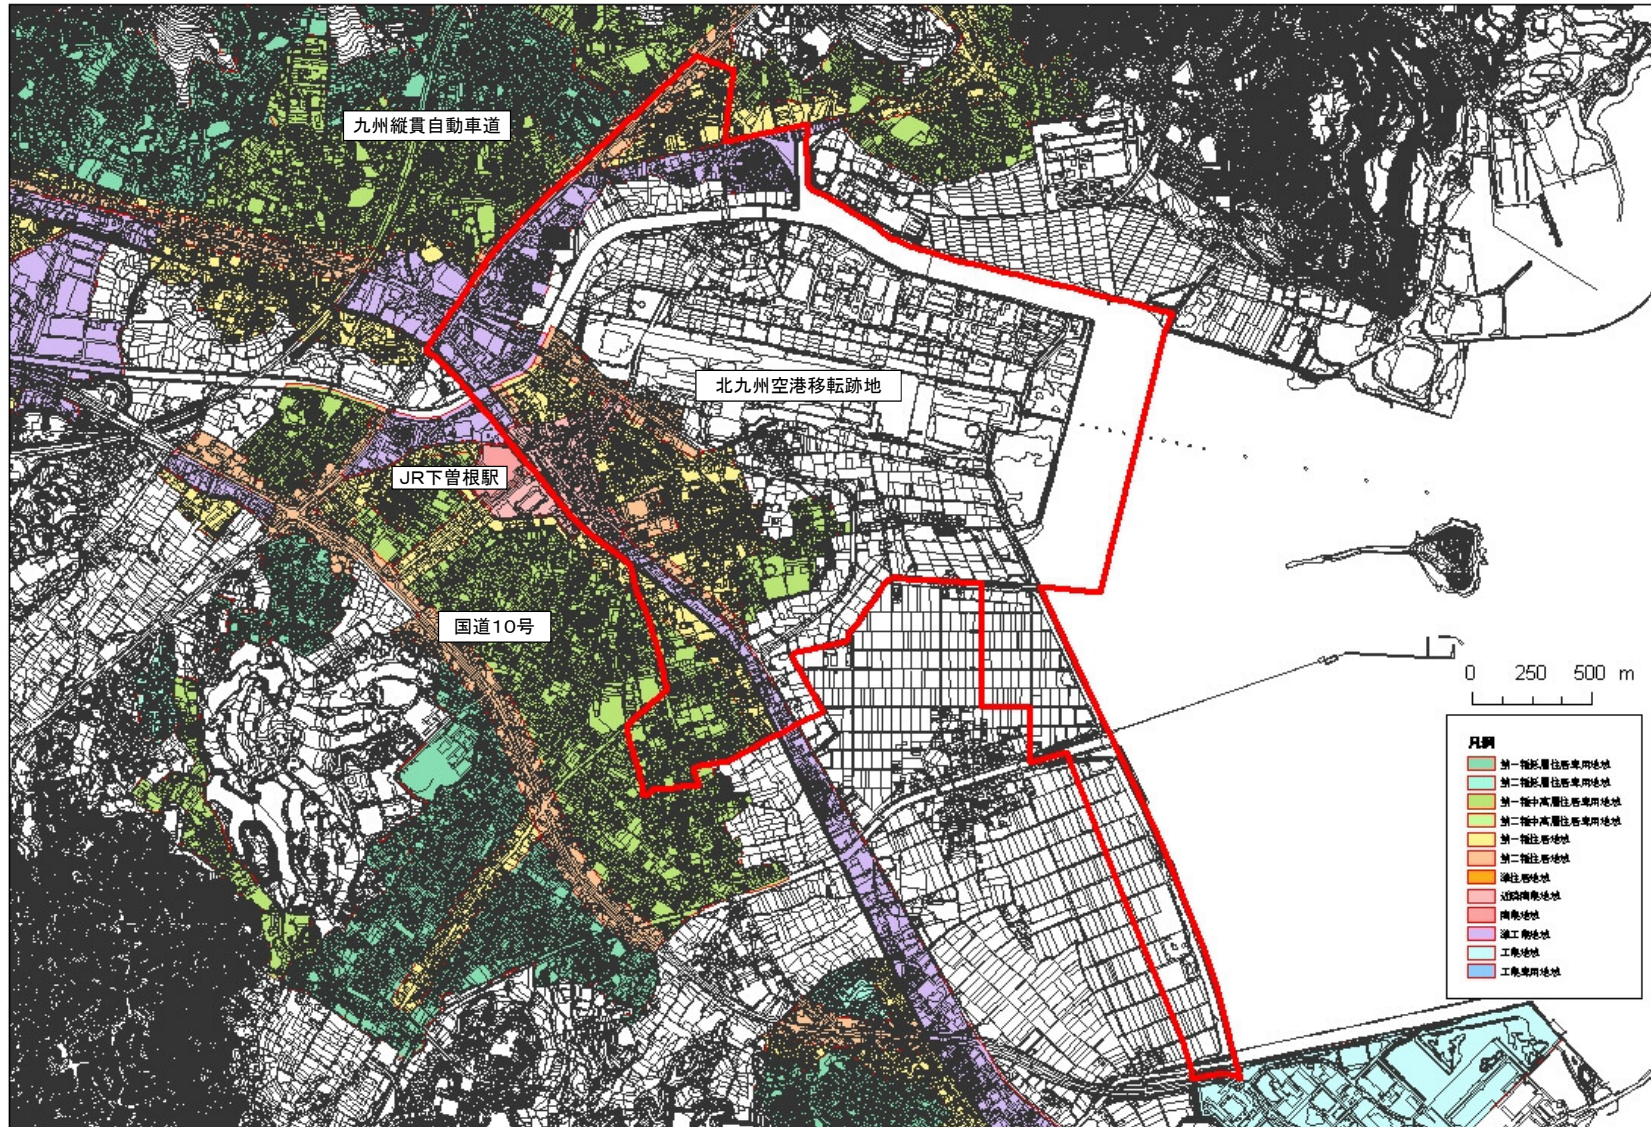 九州縦貫自動車道
北九州空港移転跡地
JR下曽根駅
国道10号
0 250 500 m
凡例
第一種低層住居専用地域
第二種低層住居専用地域
第一種中高層住居専用地域
第二種中高層住居専用地域
第一種住居地域
第二種住居地域
準住居地域
近隣商業地域
商業地域
準工業地域
工業地域
工業専用地域